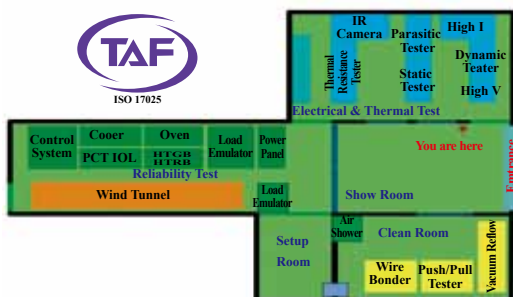 TAF
ISO 17025
IR
Camera
Parasitic
Tester
High I
Thermal
Resistance
Tester
Static
Tester
Dynamic
Teater
High V
Electrical & Thermal Test
You are here
Entrance
Control
System
Cooer
Oven
PCT IOL
HTGB
HTRB
Load
Emulator
Power
Panel
Reliability Test
Wind Tunnel
Load
Emulator
Show Room
Air
Shower
Setup
Room
Clean Room
Wire
Bonder
Push/Pull
Tester
Vacuum Reflow